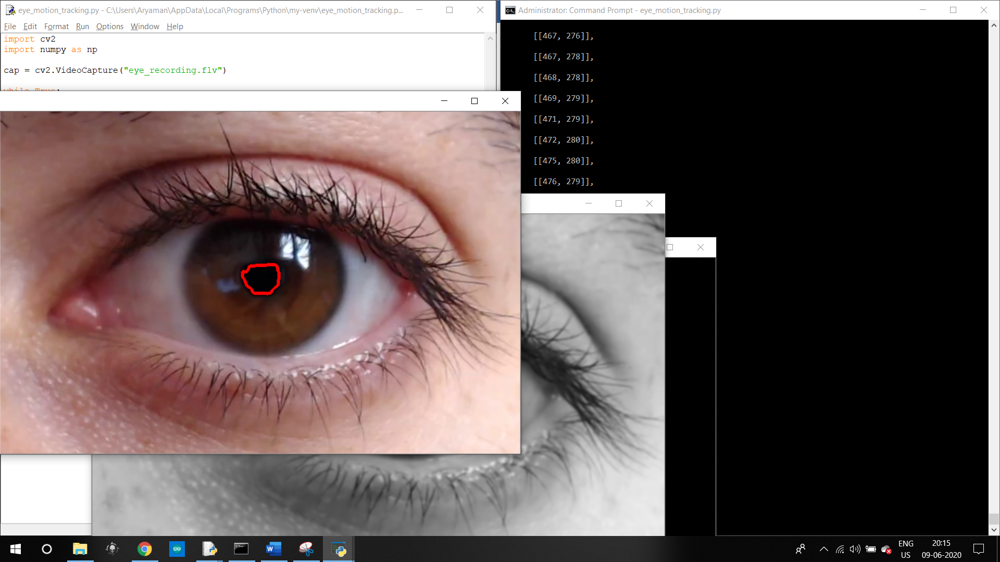 eye_motion_tracking.py - C:\Users\Aryaman\AppData\Local\Programs\Python\my-venv\eye_motion_tracking.p...
File Edit Format Run Options Window Help
import cv2
import numpy as np
cap = cv2.VideoCapture("eye_recording.flv")
while True:
Administrator: Command Prompt - eye_motion_tracking.py
[[467, 276]],
[[467, 278]],
[[468, 278]],
[[469, 279]],
[[471, 279]],
[[472, 280]],
[[475, 280]],
[[476, 279]],
ENG
US
20:15
09-06-2020